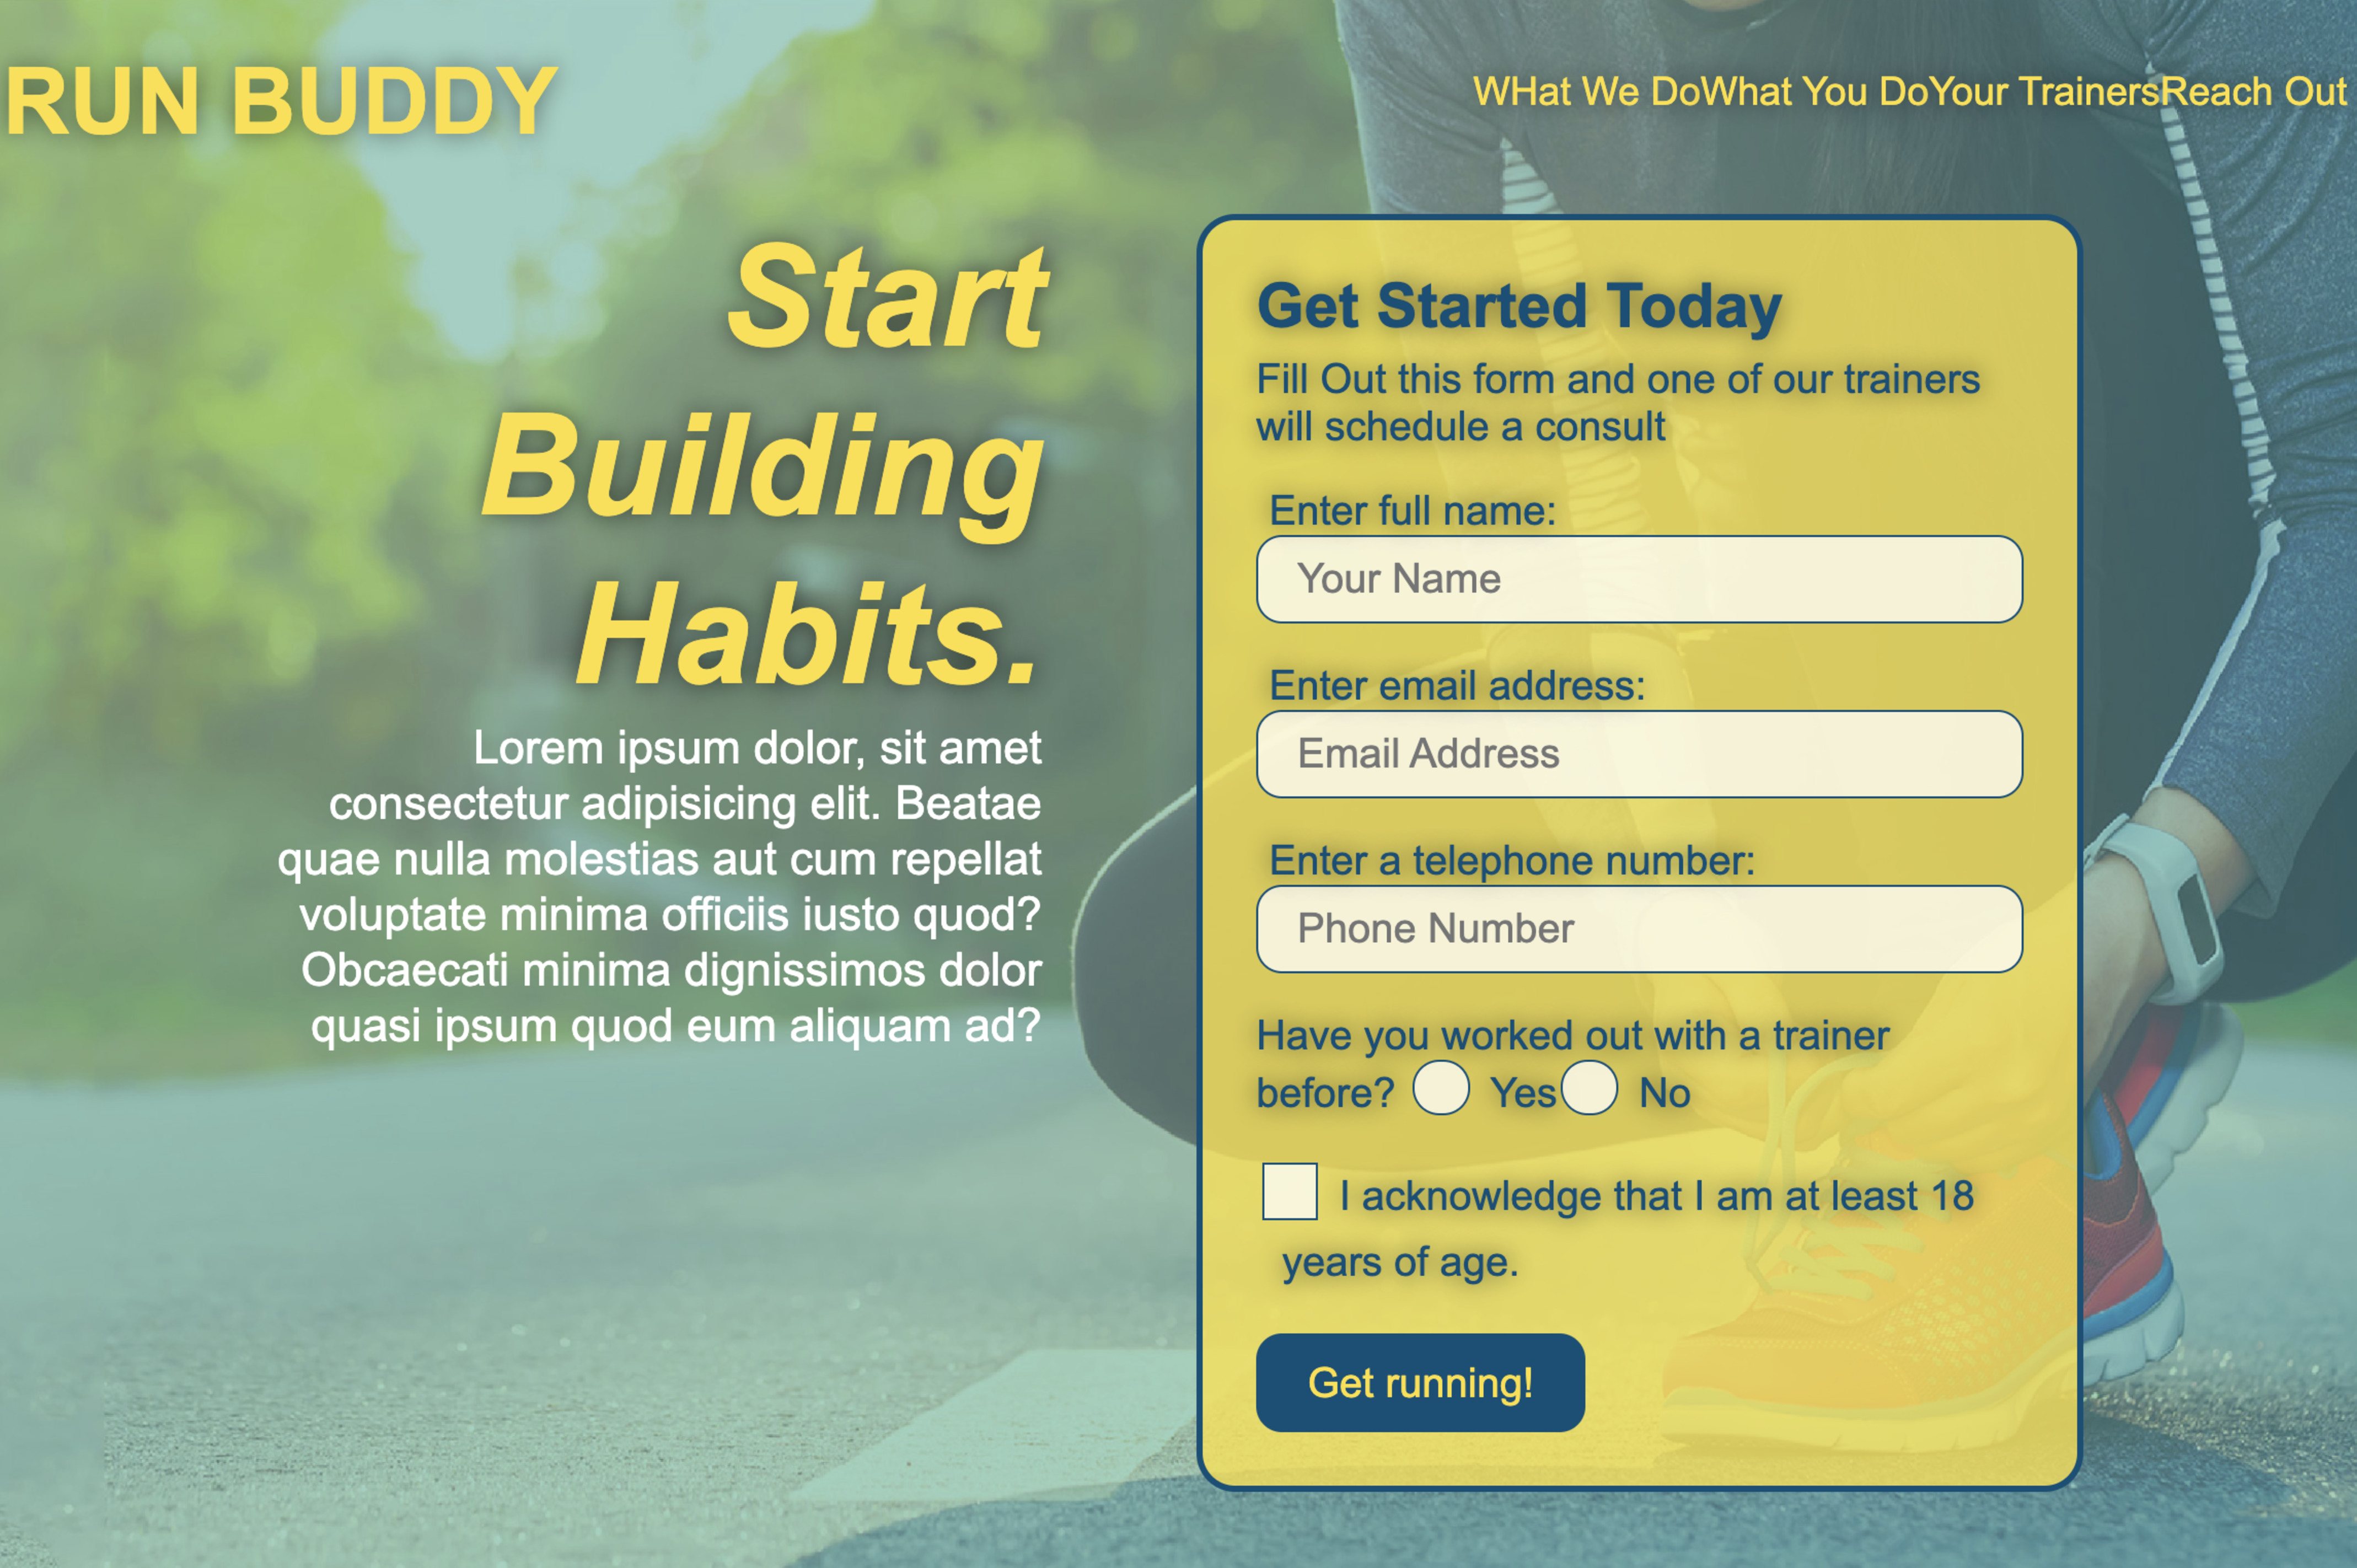 RUN BUDDY
WHat We DoWhat You DoYour TrainersReach Out
Start
Building
Habits.
Lorem ipsum dolor, sit amet
consectetur adipisicing elit. Beatae
quae nulla molestias aut cum repellat
voluptate minima officiis iusto quod?
Obcaecati minima dignissimos dolor
quasi ipsum quod eum aliquam ad?
Get Started Today
Fill Out this form and one of our trainers
will schedule a consult
Enter full name:
Your Name
Enter email address:
Email Address
Enter a telephone number:
Phone Number
Have you worked out with a trainer
before? Yes No
I acknowledge that I am at least 18
years of age.
Get running!